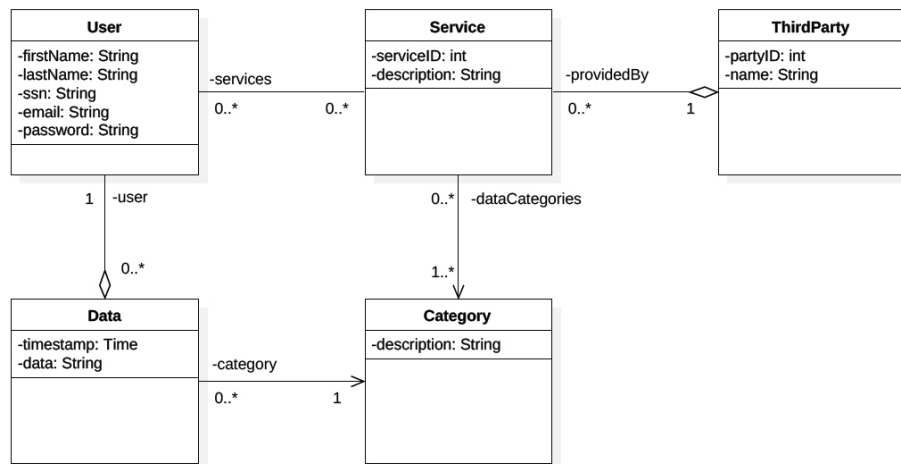 User
-firstName: String
-lastName: String
-ssn: String
-email: String
-password: String
-services
0..*
0..*
Service
-serviceID: int
-description: String
-providedBy
0..*
1
ThirdParty
-partyID: int
-name: String
1
-user
0..*
0..*
-dataCategories
1..*
Data
-timestamp: Time
-data: String
-category
0..*
1
Category
-description: String